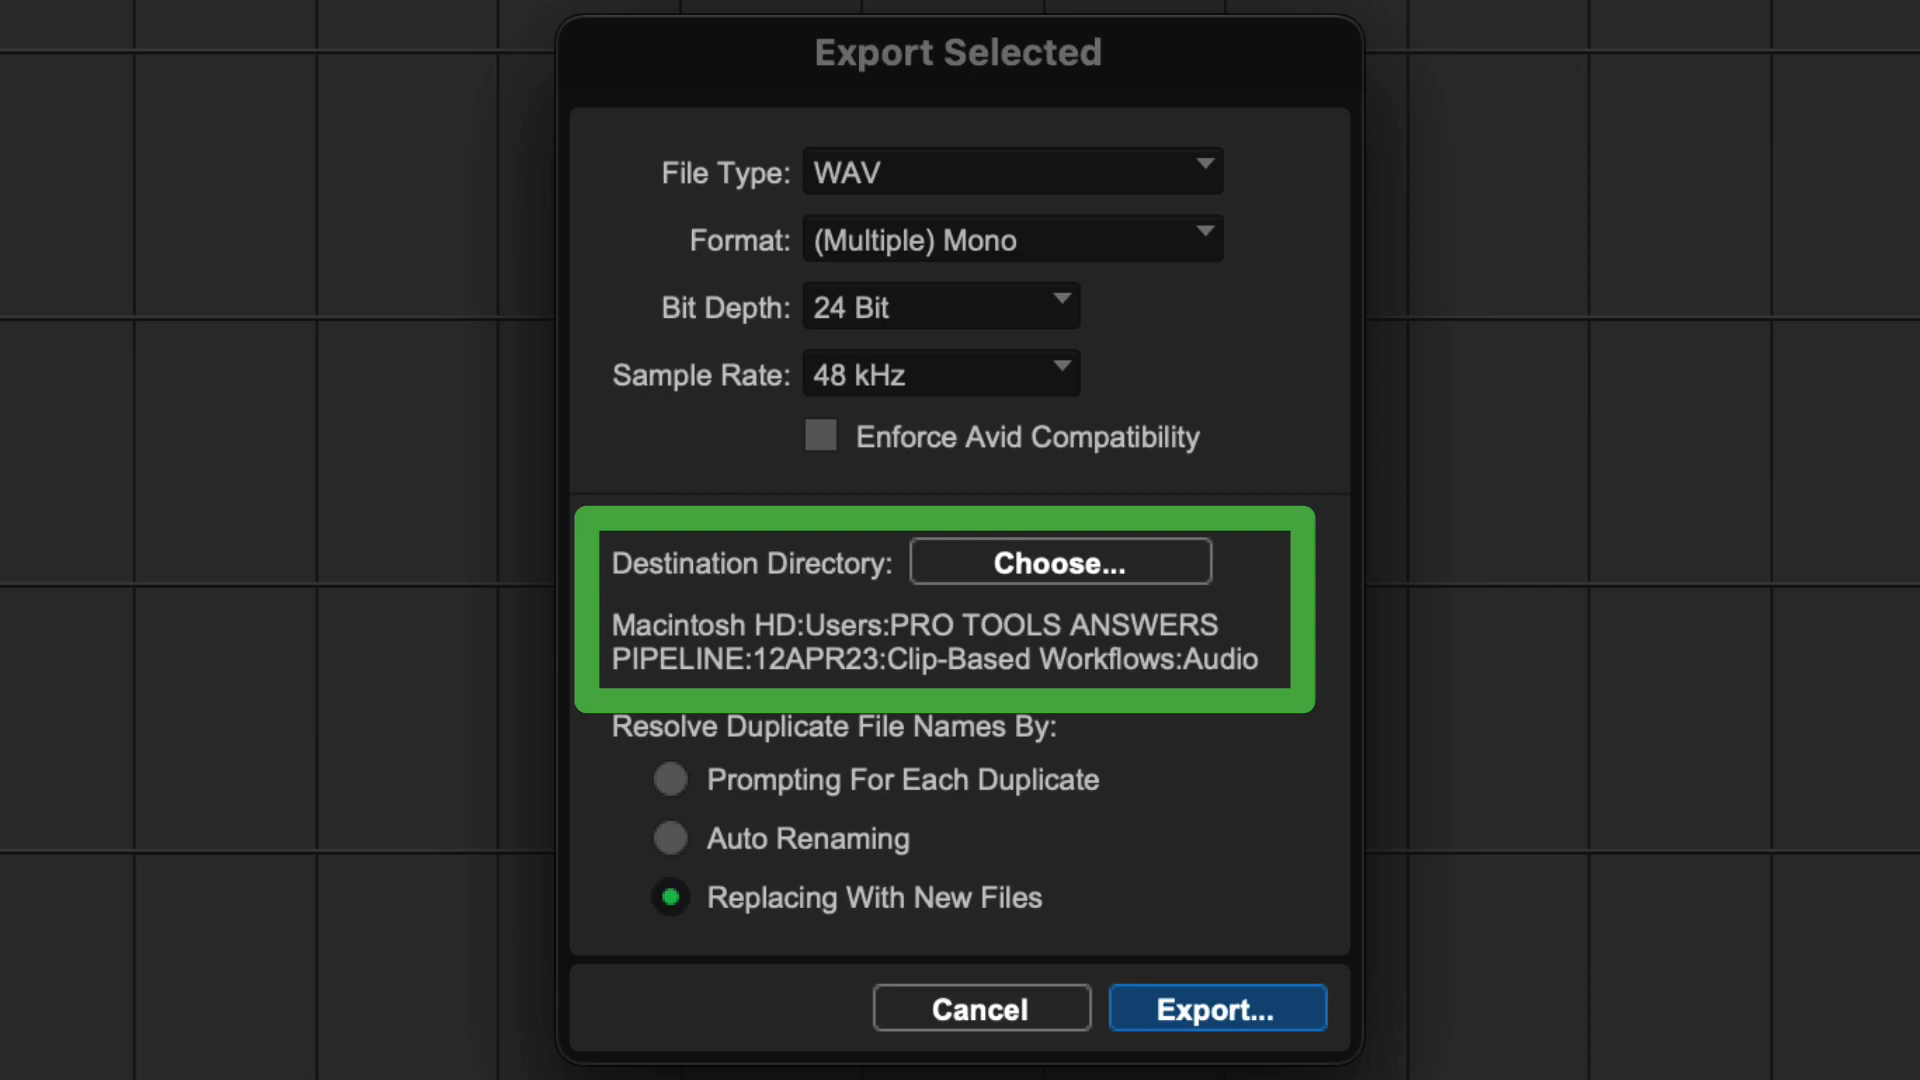 Export Selected
File Type: WAV
Format: (Multiple) Mono
Bit Depth: 24 Bit
Sample Rate: 48 kHz
Enforce Avid Compatibility
Destination Directory: Choose...
Macintosh HD:Users:PRO TOOLS ANSWERS
PIPELINE:12APR23:Clip-Based Workflows:Audio
Resolve Duplicate File Names By:
Prompting For Each Duplicate
Auto Renaming
Replacing With New Files
Cancel Export...